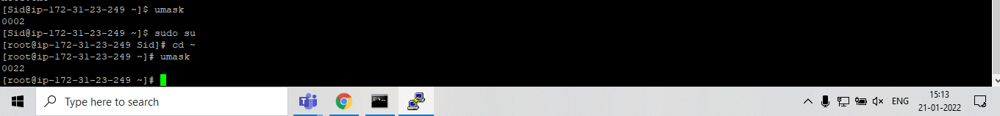 [Sid@ip-172-31-23-249 ~]$ umask
0002
[Sid@ip-172-31-23-249 ~]$ sudo su
[root@ip-172-31-23-249 Sid]# cd ~
[root@ip-172-31-23-249 ~]# umask
0022
[root@ip-172-31-23-249 ~]#
Type here to search
ENG
15:13
21-01-2022